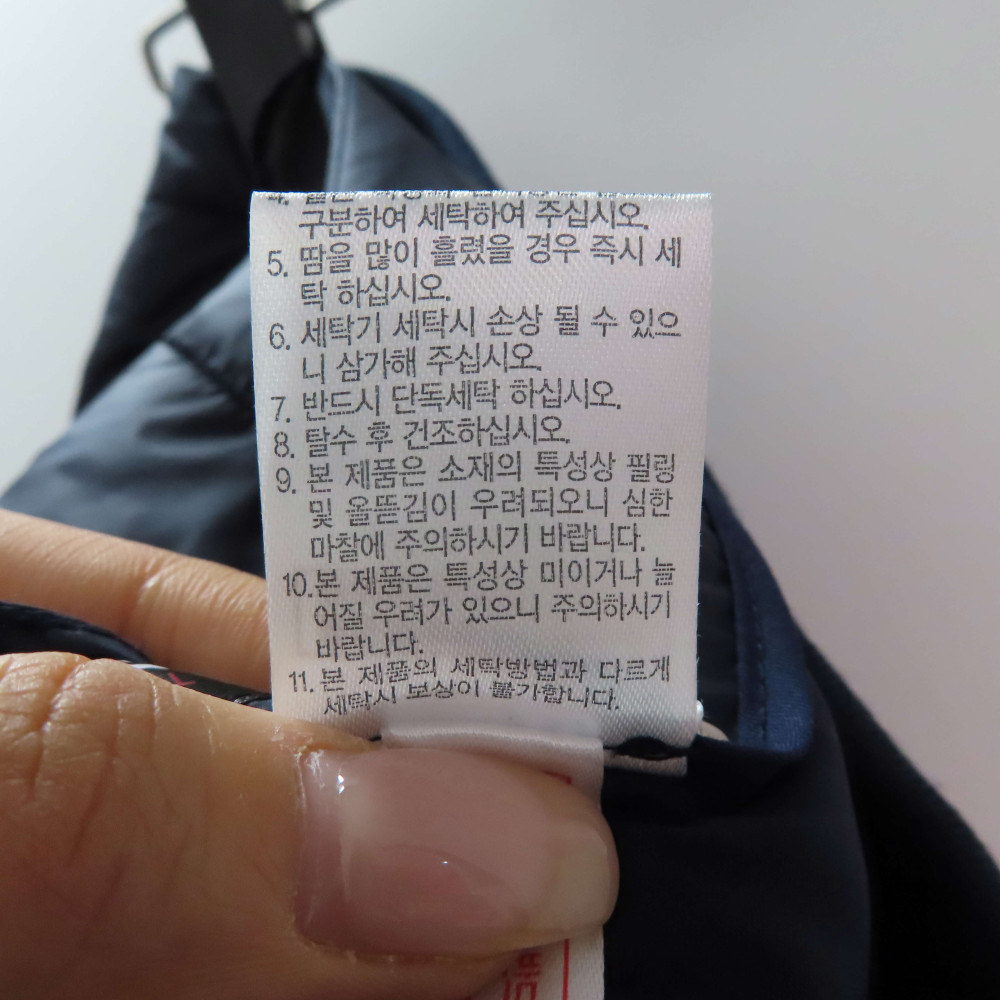 구분하여 세탁하여 주십시오.
5. 땀을 많이 흘렸을 경우 즉시 세
탁 하십시오.
6. 세탁기 세탁시 손상 될 수 있으
니 삼가해 주십시오.
7. 반드시 단독세탁 하십시오.
8. 탈수 후 건조하십시오.
9. 본 제품은 소재의 특성상 필링
및 올뜯김이 우려되오니 심한
마찰에 주의하시기 바랍니다.
10.본 제품은 특성상 미이거나 늘
어질 우려가 있으니 주의하시기
바랍니다.
11. 본 제품의 세탁방법과 다르게
세탁시 보상이 불가합니다.